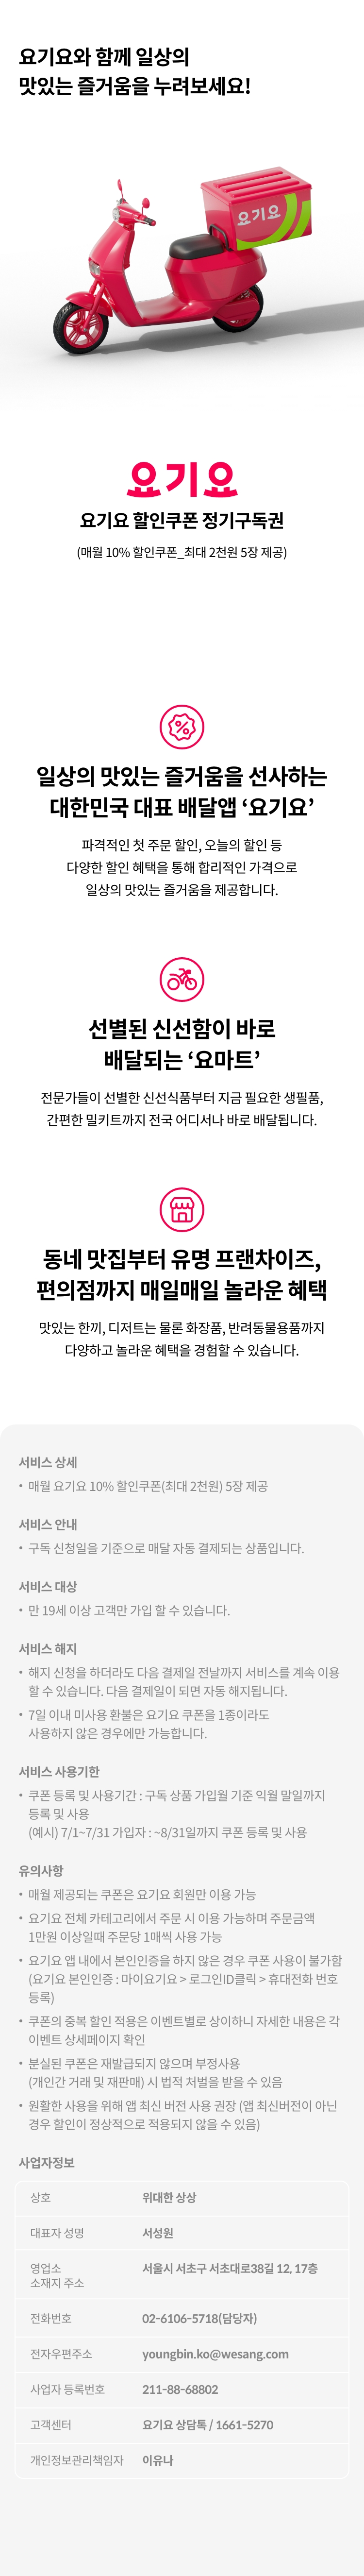 요기요와 함께 일상의
맛있는 즐거움을 누려보세요!
요기요
요기요
요기요 할인쿠폰 정기구독권
(매월 10% 할인쿠폰_최대 2천원 5장 제공)
일상의 맛있는 즐거움을 선사하는
대한민국 대표 배달앱 ‘요기요’
파격적인 첫 주문 할인, 오늘의 할인 등
다양한 할인 혜택을 통해 합리적인 가격으로
일상의 맛있는 즐거움을 제공합니다.
선별된 신선함이 바로
배달되는 ‘요마트’
전문가들이 선별한 신선식품부터 지금 필요한 생필품,
간편한 밀키트까지 전국 어디서나 바로 배달됩니다.
동네 맛집부터 유명 프랜차이즈,
편의점까지 매일매일 놀라운 혜택
맛있는 한끼, 디저트는 물론 화장품, 반려동물용품까지
다양하고 놀라운 혜택을 경험할 수 있습니다.
서비스 상세
• 매월 요기요 10% 할인쿠폰(최대 2천원) 5장 제공
서비스 안내
• 구독 신청일을 기준으로 매달 자동 결제되는 상품입니다.
서비스 대상
• 만 19세 이상 고객만 가입 할 수 있습니다.
서비스 해지
• 해지 신청을 하더라도 다음 결제일 전날까지 서비스를 계속 이용
할 수 있습니다. 다음 결제일이 되면 자동 해지됩니다.
• 7일 이내 미사용 환불은 요기요 쿠폰을 1종이라도
사용하지 않은 경우에만 가능합니다.
서비스 사용기한
• 쿠폰 등록 및 사용기간 : 구독 상품 가입월 기준 익월 말일까지
등록 및 사용
(예시) 7/1~7/31 가입자 : ~8/31일까지 쿠폰 등록 및 사용
유의사항
• 매월 제공되는 쿠폰은 요기요 회원만 이용 가능
• 요기요 전체 카테고리에서 주문 시 이용 가능하며 주문금액
1만원 이상일때 주문당 1매씩 사용 가능
• 요기요 앱 내에서 본인인증을 하지 않은 경우 쿠폰 사용이 불가함
(요기요 본인인증 : 마이요기요 > 로그인ID클릭 > 휴대전화 번호
등록)
• 쿠폰의 중복 할인 적용은 이벤트별로 상이하니 자세한 내용은 각
이벤트 상세페이지 확인
• 분실된 쿠폰은 재발급되지 않으며 부정사용
(개인간 거래 및 재판매) 시 법적 처벌을 받을 수 있음
• 원활한 사용을 위해 앱 최신 버전 사용 권장 (앱 최신버전이 아닌
경우 할인이 정상적으로 적용되지 않을 수 있음)
사업자정보
상호 위대한 상상
대표자 성명 서성원
영업소 서울시 서초구 서초대로38길 12, 17층
소재지 주소
전화번호 02-6106-5718(담당자)
전자우편주소 youngbin.ko@wesang.com
사업자 등록번호 211-88-68802
고객센터 요기요 상담톡 / 1661-5270
개인정보관리책임자 이유나